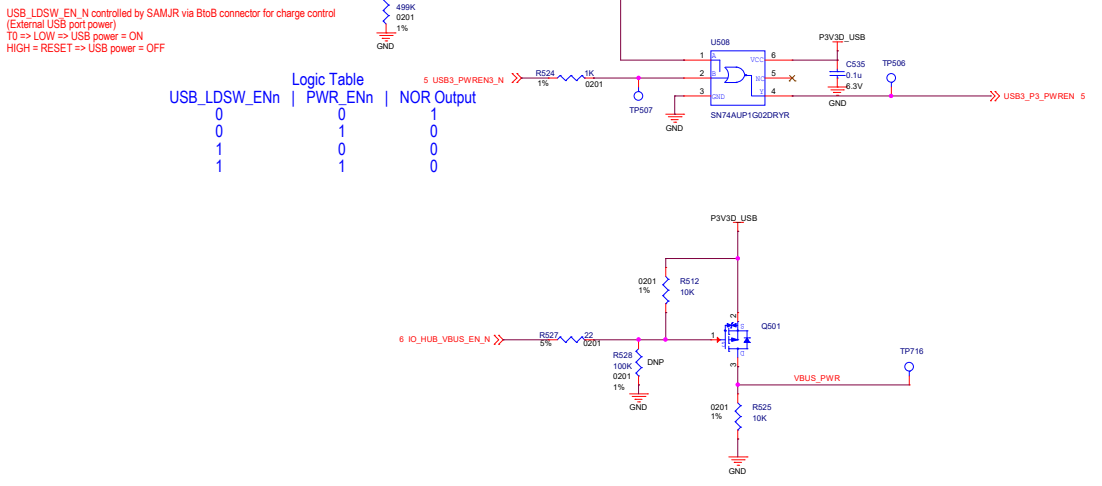 USB_LDSW_EN_N controlled by SAMJR via BtoB connector for charge control
(External USB port power)
T0 => LOW => USB power = ON
HIGH = RESET => USB power = OFF
499K
0201
1%
GND
Logic Table
USB_LDSW_ENn | PWR_ENn | NOR Output
0 0 1
0 1 0
1 0 0
1 1 0
5 USB3_PWREN3_N
R524 1K
1% 0201
TP507
U508
1 A VCC 6
2 B NC 5
3 GND Y 4
SN74AUP1G02DRYR
GND
P3V3D_USB
C535
0.1u
6.3V
GND
TP506
USB3_P3_PWREN 5
P3V3D_USB
0201 R512
1% 10K
6 IO_HUB_VBUS_EN_N
R527 22
5% 0201
R528 DNP
100K
0201
1%
GND
1
2
S
D
3
Q501
VBUS_PWR
TP716
0201 R525
1% 10K
GND